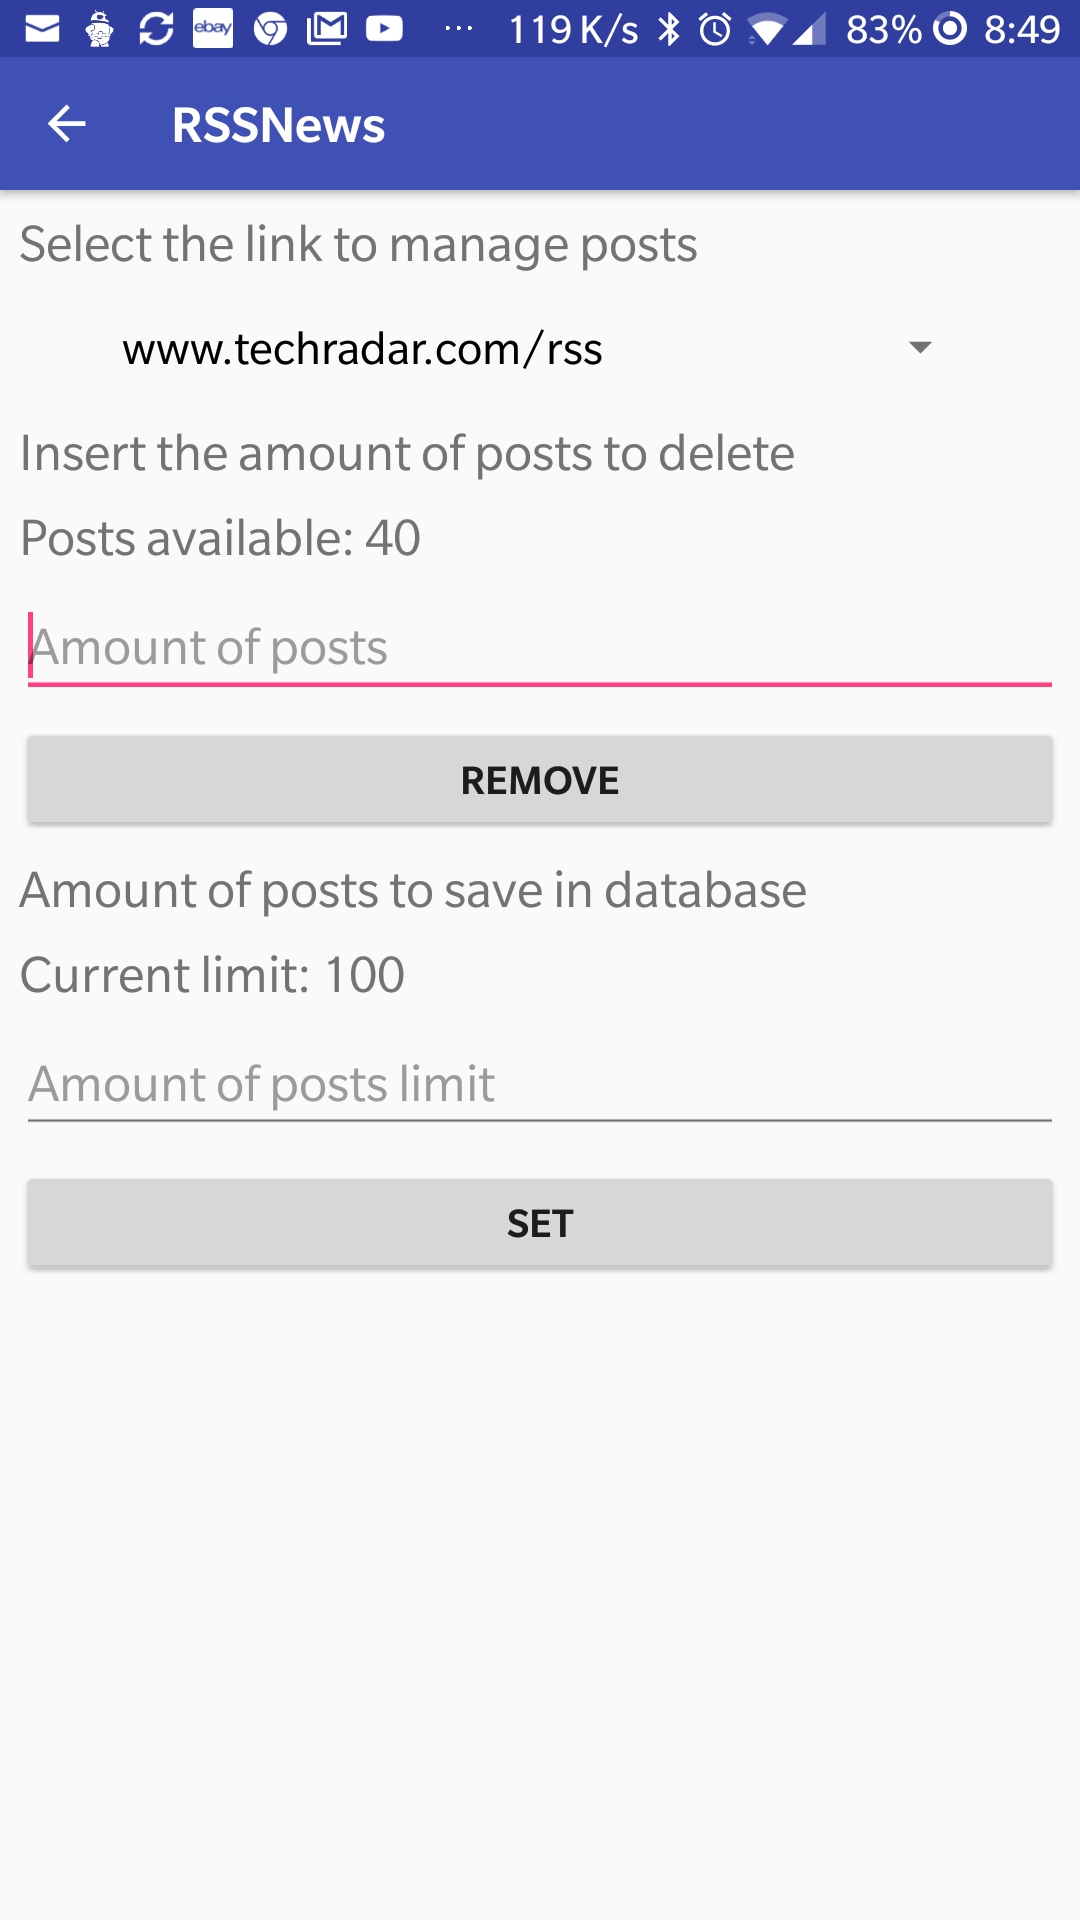 ebay 119 K/s 83% 8:49
RSSNews
Select the link to manage posts
www.techradar.com/rss
Insert the amount of posts to delete
Posts available: 40
Amount of posts
REMOVE
Amount of posts to save in database
Current limit: 100
Amount of posts limit
SET